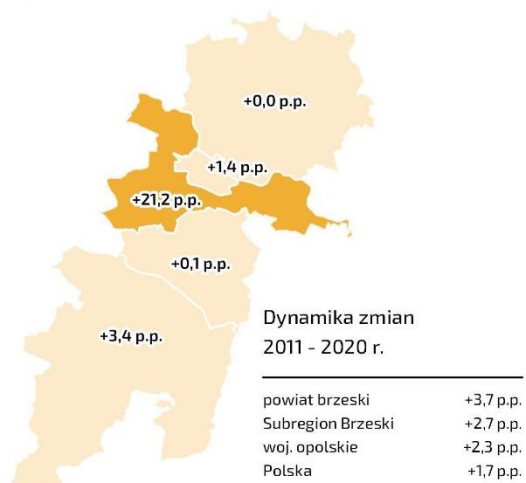 +0,0 p.p.
+1,4 p.p.
+21,2 p.p.
+0,1 p.p.
+3,4 p.p.
Dynamika zmian
2011 - 2020 r.
powiat brzeski +3,7 p.p.
Subregion Brzeski +2,7 p.p.
woj. opolskie +2,3 p.p.
Polska +1,7 p.p.